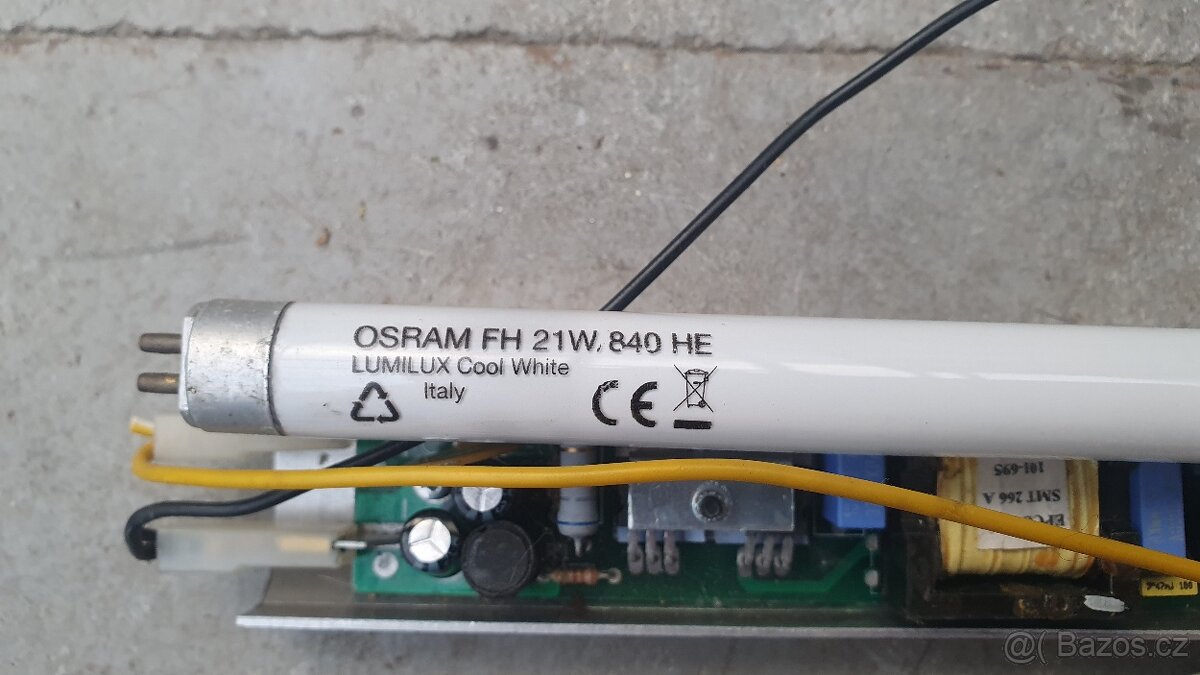 OSRAM FH 21W/840 HE
LUMILUX Cool White
Italy
CE
101-695
SMT 266 A
@( Bazos.cz